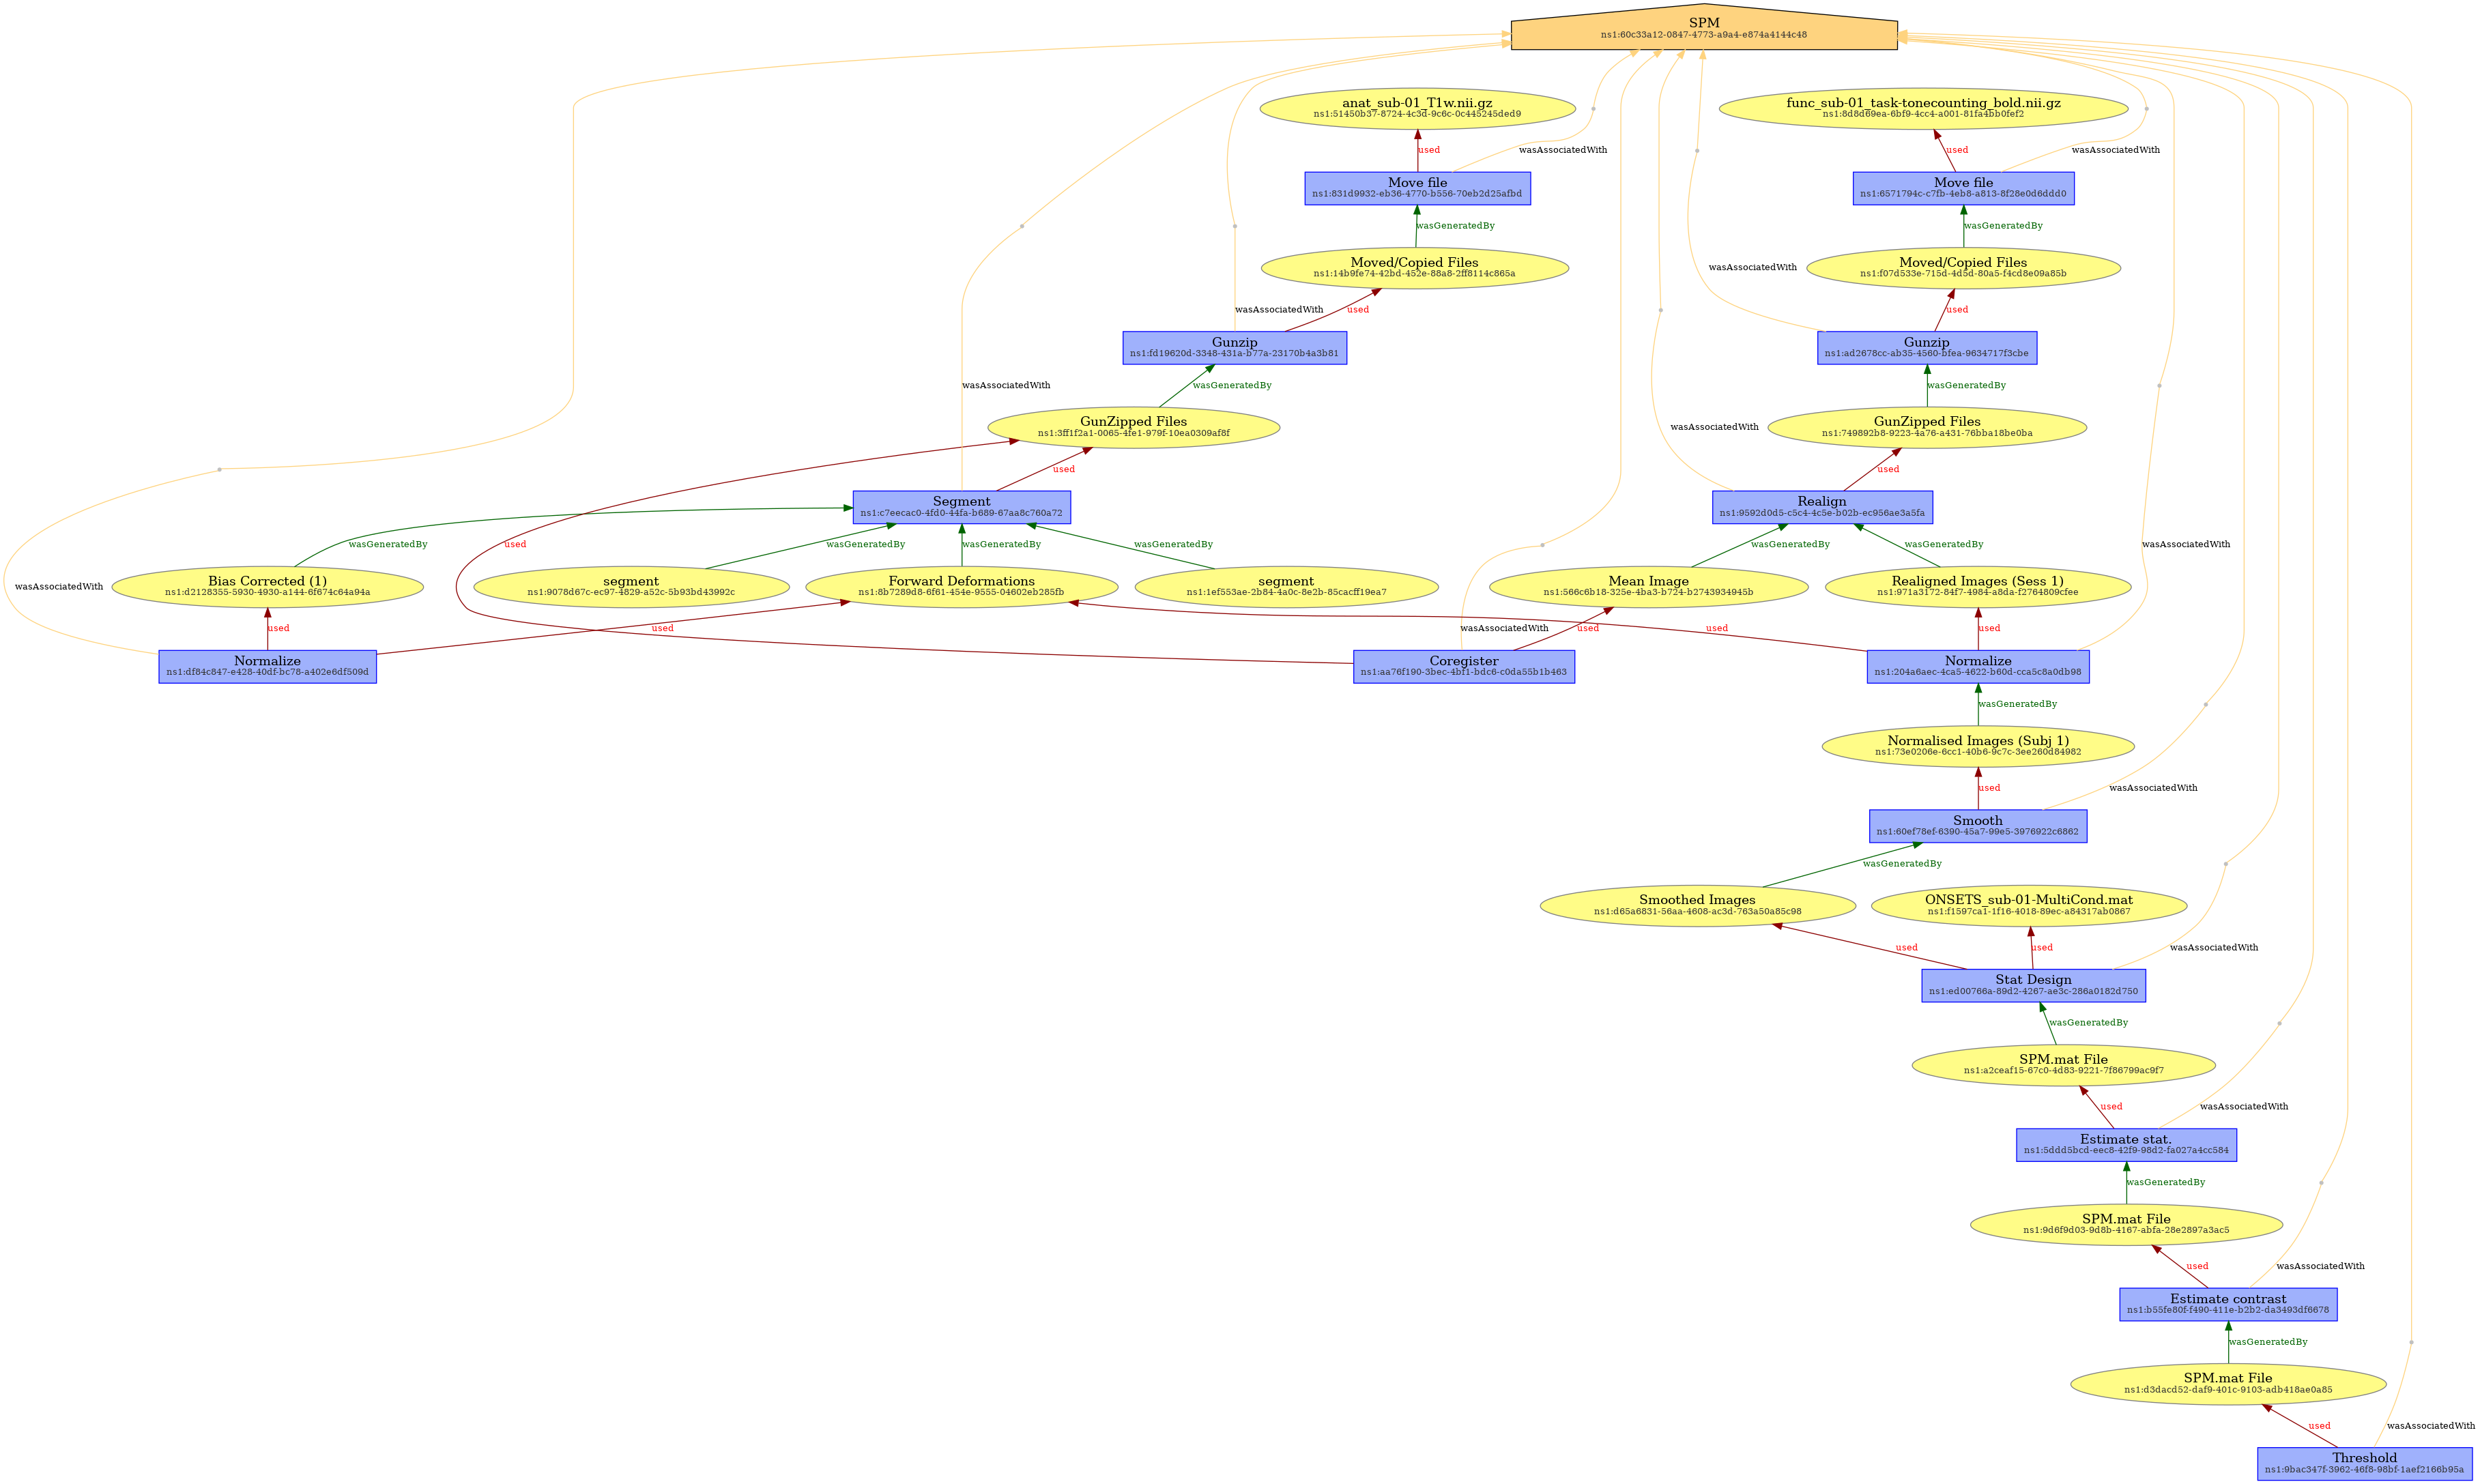 SPM
ns1:60c33a12-0847-4773-a9a4-e874a4144c48
anat_sub-01_T1w.nii.gz
ns1:51450b37-8724-4c3d-9c6c-0c445245ded9
func_sub-01_task-tonecounting_bold.nii.gz
ns1:8d8d69ea-6bf9-4cc4-a001-81fa4bb0fef2
used
wasAssociatedWith
used
wasAssociatedWith
Move file
ns1:831d9932-eb36-4770-b556-70eb2d25afbd
Move file
ns1:6571794c-c7fb-4eb8-a813-8f28e0d6ddd0
wasGeneratedBy
wasGeneratedBy
Moved/Copied Files
ns1:14b9fe74-42bd-452e-88a8-2ff8114c865a
wasAssociatedWith
Moved/Copied Files
ns1:f07d533e-715d-4d5d-80a5-f4cd8e09a85b
wasAssociatedWith
used
used
Gunzip
ns1:fd19620d-3348-431a-b77a-23170b4a3b81
Gunzip
ns1:ad2678cc-ab35-4560-bfea-9634717f3cbe
wasAssociatedWith
wasGeneratedBy
wasGeneratedBy
GunZipped Files
ns1:3ff1f2a1-0065-4fe1-979f-10ea0309af8f
wasAssociatedWith
GunZipped Files
ns1:749892b8-9223-4a76-a431-76bba18be0ba
used
used
Segment
ns1:c7eecac0-4fd0-44fa-b689-67aa8c760a72
Realign
ns1:9592d0d5-c5c4-4c5e-b02b-ec956ae3a5fa
wasGeneratedBy
used
wasGeneratedBy
wasGeneratedBy
wasGeneratedBy
wasGeneratedBy
wasGeneratedBy
wasAssociatedWith
wasAssociatedWith
Bias Corrected (1)
ns1:d2128355-5930-4930-a144-6f674c64a94a
segment
ns1:9078d67c-ec97-4829-a52c-5b93bd43992c
Forward Deformations
ns1:8b7289d8-6f61-454e-9555-04602eb285fb
segment
ns1:1ef553ae-2b84-4a0c-8e2b-85cacff19ea7
Mean Image
ns1:566c6b18-325e-4ba3-b724-b2743934945b
Realigned Images (Sess 1)
ns1:971a3172-84f7-4984-a8da-f2764809cfee
used
used
wasAssociatedWith
used
used
used
Normalize
ns1:df84c847-e428-40df-bc78-a402e6df509d
Coregister
ns1:aa76f190-3bec-4bf1-bdc6-c0da55b1b463
Normalize
ns1:204a6aec-4ca5-4622-b60d-cca5c8a0db98
wasGeneratedBy
Normalised Images (Subj 1)
ns1:73e0206e-6cc1-40b6-9c7c-3ee260d84982
used
wasAssociatedWith
Smooth
ns1:60ef78ef-6390-45a7-99e5-3976922c6862
wasGeneratedBy
Smoothed Images
ns1:d65a6831-56aa-4608-ac3d-763a50a85c98
ONSETS_sub-01-MultiCond.mat
ns1:f1597ca1-1f16-4018-89ec-a84317ab0867
used
used
wasAssociatedWith
Stat Design
ns1:ed00766a-89d2-4267-ae3c-286a0182d750
wasGeneratedBy
SPM.mat File
ns1:a2ceaf15-67c0-4d83-9221-7f86799ac9f7
used
wasAssociatedWith
Estimate stat.
ns1:5ddd5bcd-eec8-42f9-98d2-fa027a4cc584
wasGeneratedBy
SPM.mat File
ns1:9d6f9d03-9d8b-4167-abfa-28e2897a3ac5
used
wasAssociatedWith
Estimate contrast
ns1:b55fe80f-f490-411e-b2b2-da3493df6678
wasGeneratedBy
SPM.mat File
ns1:d3dacd52-daf9-401c-9103-adb418ae0a85
used
wasAssociatedWith
Threshold
ns1:9bac347f-3962-46f8-98bf-1aef2166b95a